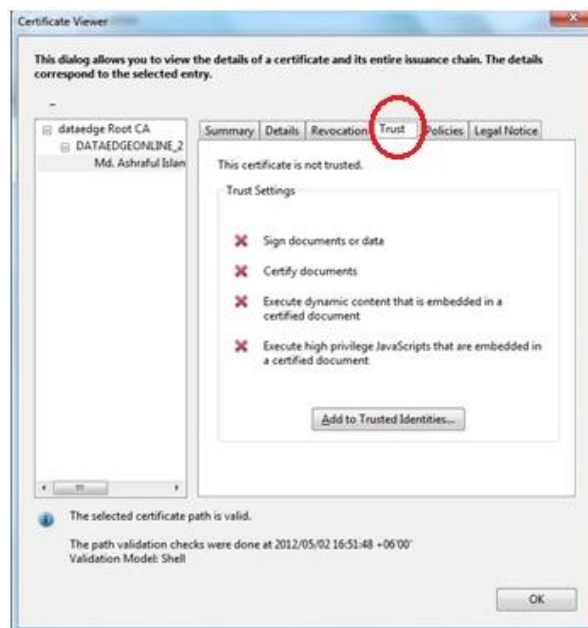 Certificate Viewer
This dialog allows you to view the details of a certificate and its entire issuance chain. The details
correspond to the selected entry.
dataedge Root CA
DATAEDGEONLINE_2
Md. Ashraful Islan
Summary Details Revocation Trust Policies Legal Notice
This certificate is not trusted.
Trust Settings
Sign documents or data
Certify documents
Execute dynamic content that is embedded in a
certified document
Execute high privilege JavaScripts that are embedded in
a certified document
Add to Trusted Identities...
The selected certificate path is valid.
The path validation checks were done at 2012/05/02 16:51:48 +06'00'
Validation Model: Shell
OK